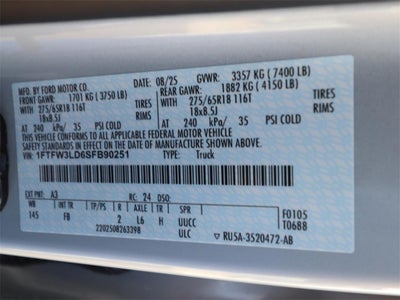 MFD. BY FORD MOTOR CO.
DATE: 08/25 GVWR: 3357 KG (7400 LB)
FRONT GAWR: 1701 KG (3750 LB) REAR GAWR: 1882 KG (4150 LB)
WITH TIRES WITH TIRES
275/65R18 116T 275/65R18 116T
18x8.5J RIMS 18x8.5J RIMS
AT 240 kPa/ 35 PSI COLD AT 240 kPa/ 35 PSI COLD
THIS VEHICLE CONFORMS TO ALL APPLICABLE FEDERAL MOTOR VEHICLE
SAFETY STANDARDS IN EFFECT ON THE DATE OF MANUFACTURE SHOWN ABOVE.
VIN: 1FTFW3LD6SFB90251 TYPE: Truck
EXT PNT: A3 RC: 24 DSO:
WB TR TP/PS R AXLE TR SPR
145 FB 2 L6 H UUCC F0105
2202508263398 ULC T0688
RU5A-3520472-AB